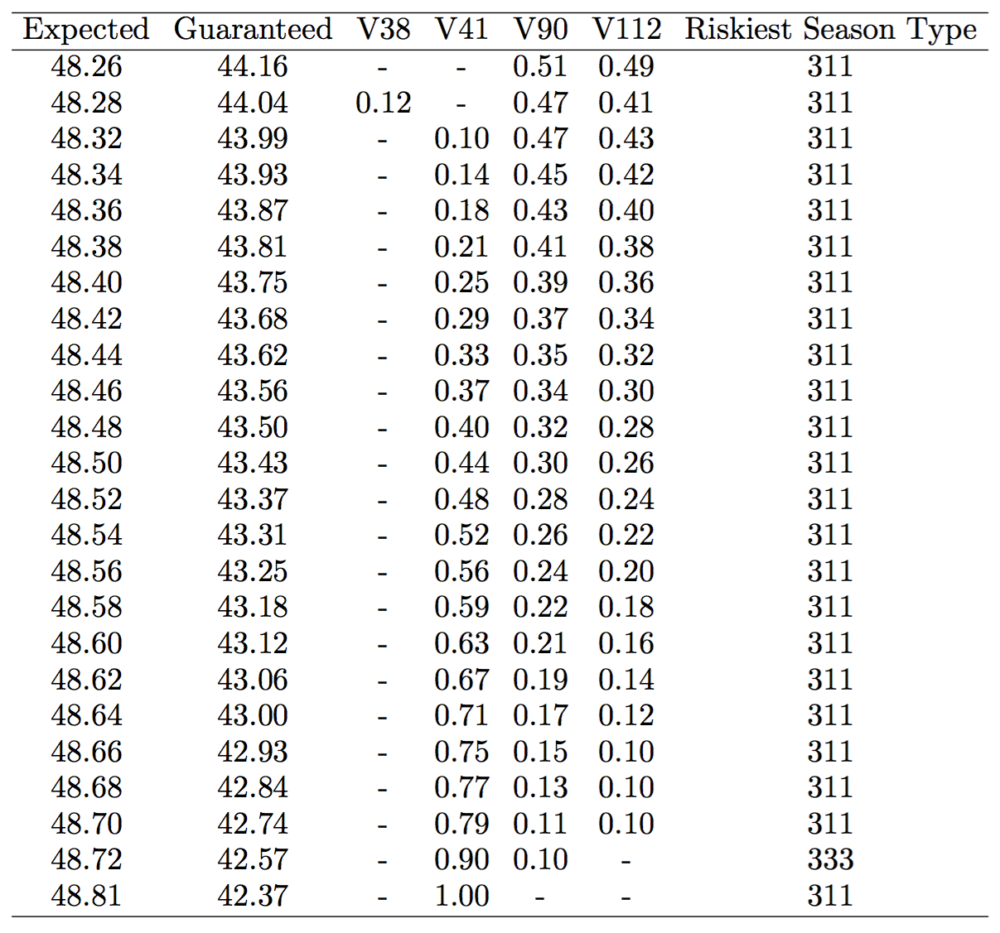 Expected Guaranteed V38 V41 V90 V112 Riskiest Season Type
48.26 44.16 - - 0.51 0.49 311
48.28 44.04 0.12 - 0.47 0.41 311
48.32 43.99 - 0.10 0.47 0.43 311
48.34 43.93 - 0.14 0.45 0.42 311
48.36 43.87 - 0.18 0.43 0.40 311
48.38 43.81 - 0.21 0.41 0.38 311
48.40 43.75 - 0.25 0.39 0.36 311
48.42 43.68 - 0.29 0.37 0.34 311
48.44 43.62 - 0.33 0.35 0.32 311
48.46 43.56 - 0.37 0.34 0.30 311
48.48 43.50 - 0.40 0.32 0.28 311
48.50 43.43 - 0.44 0.30 0.26 311
48.52 43.37 - 0.48 0.28 0.24 311
48.54 43.31 - 0.52 0.26 0.22 311
48.56 43.25 - 0.56 0.24 0.20 311
48.58 43.18 - 0.59 0.22 0.18 311
48.60 43.12 - 0.63 0.21 0.16 311
48.62 43.06 - 0.67 0.19 0.14 311
48.64 43.00 - 0.71 0.17 0.12 311
48.66 42.93 - 0.75 0.15 0.10 311
48.68 42.84 - 0.77 0.13 0.10 311
48.70 42.74 - 0.79 0.11 0.10 311
48.72 42.57 - 0.90 0.10 - 333
48.81 42.37 - 1.00 - - 311